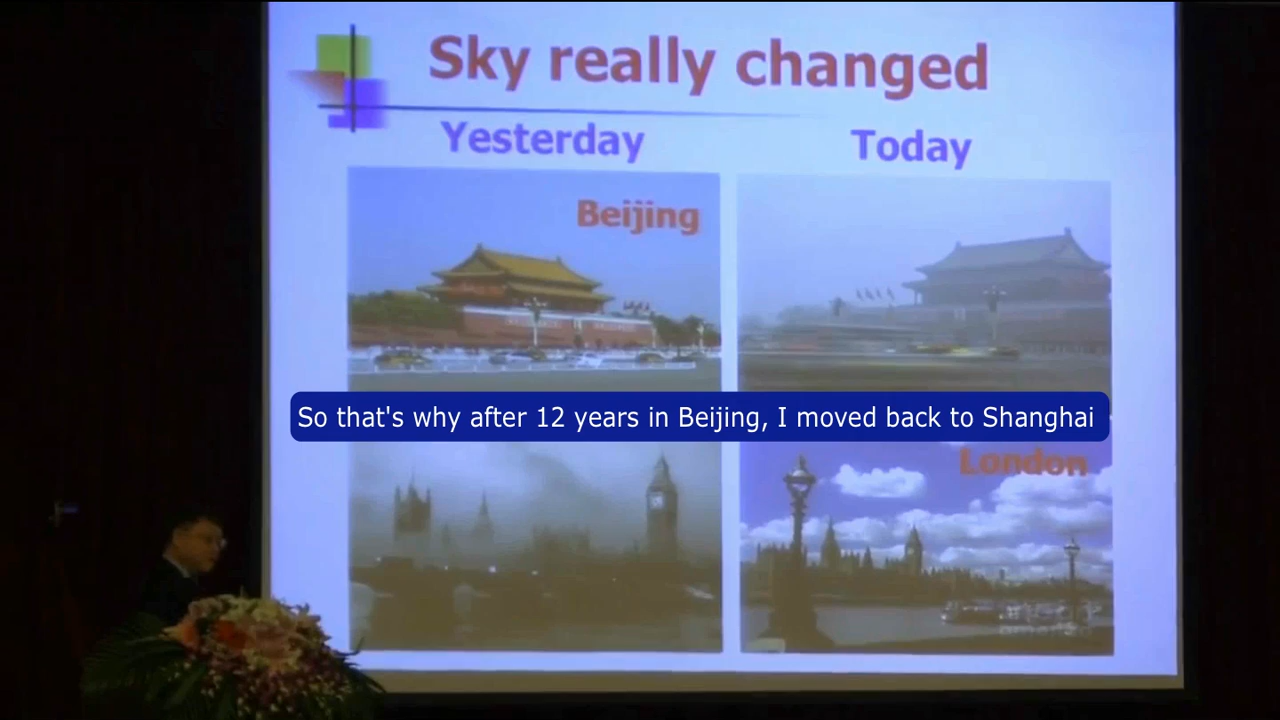 Sky really changed
Yesterday
Today
Beijing
So that's why after 12 years in Beijing, I moved back to Shanghai
London